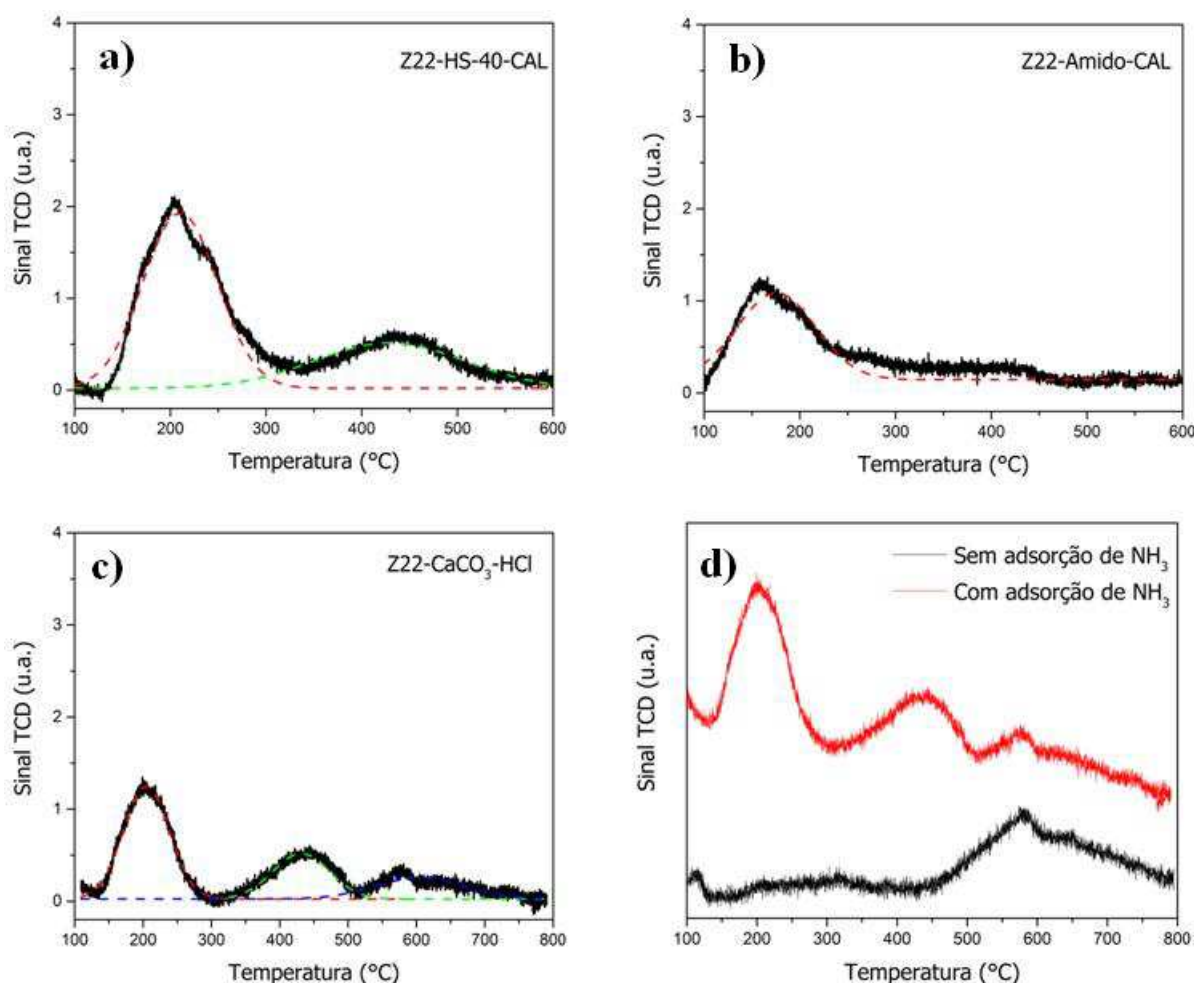 a)
Z22-HS-40-CAL
Sinal TCD (u.a.)
4
3
2
1
0
100 200 300 400 500 600
Temperatura (°C)
b)
Z22-Amido-CAL
Sinal TCD (u.a.)
4
3
2
1
0
100 200 300 400 500 600
Temperatura (°C)
c)
Z22-CaCO₃-HCl
Sinal TCD (u.a.)
4
3
2
1
0
100 200 300 400 500 600 700 800
Temperatura (°C)
d)
Sem adsorção de NH₃
Com adsorção de NH₃
Sinal TCD (u.a.)
100 200 300 400 500 600 700 800
Temperatura (°C)